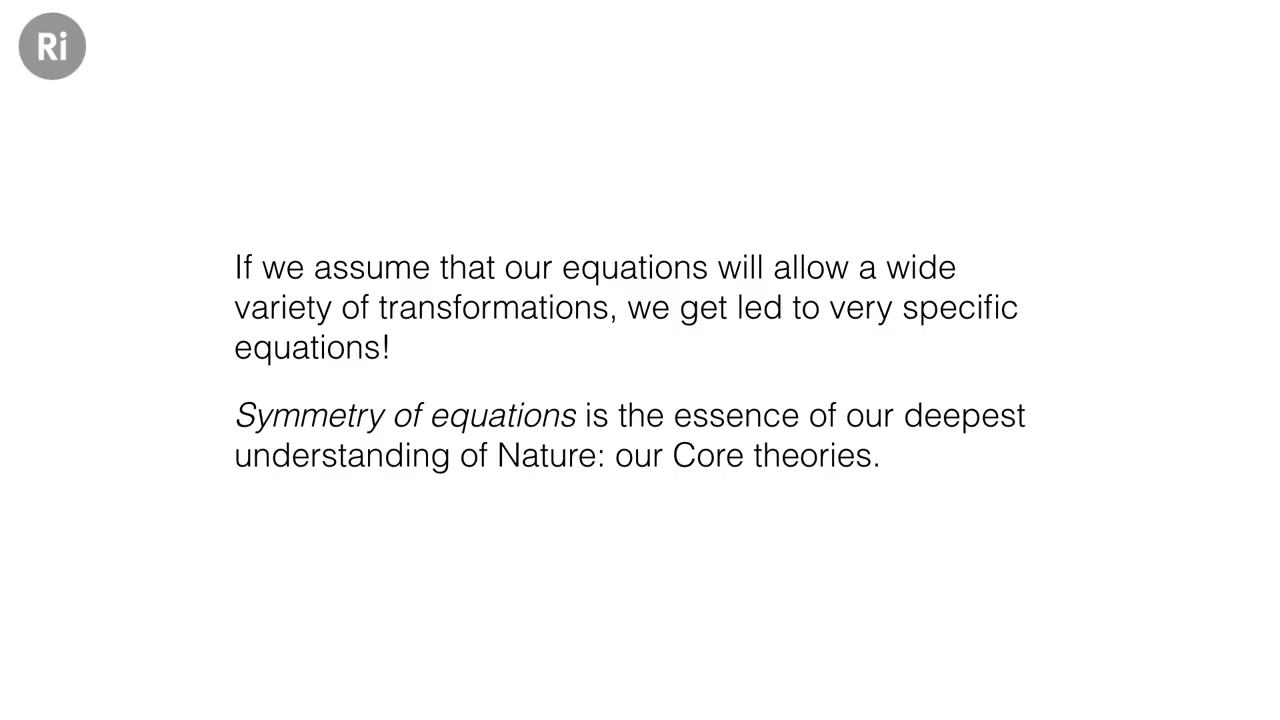 Ri
If we assume that our equations will allow a wide
variety of transformations, we get led to very specific
equations!
Symmetry of equations is the essence of our deepest
understanding of Nature: our Core theories.